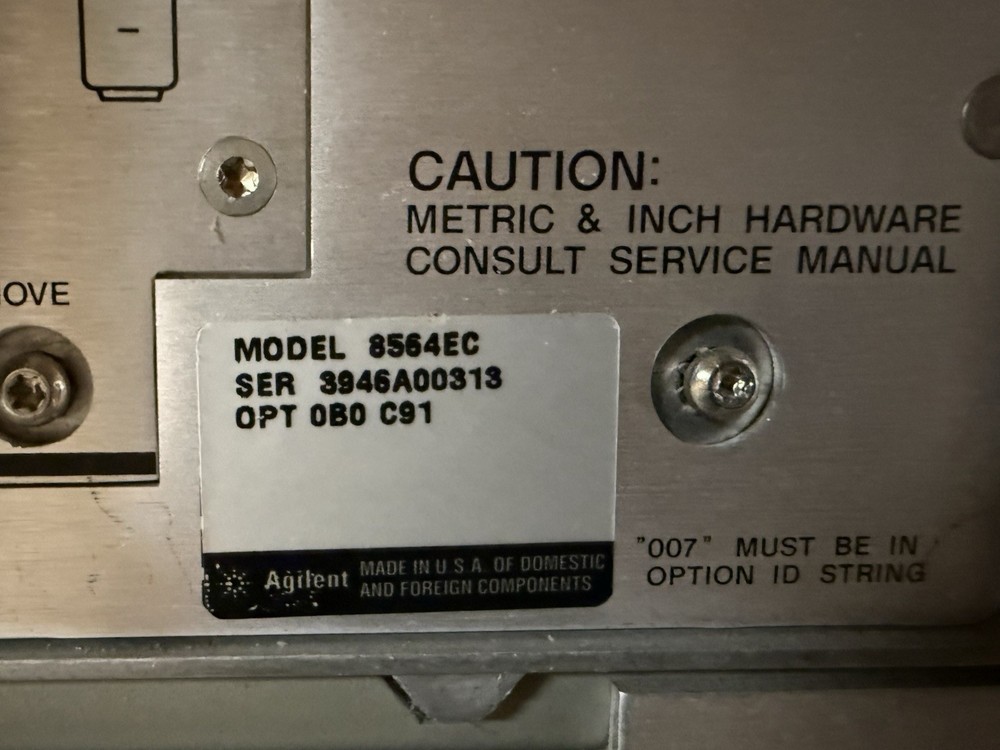 CAUTION:
METRIC & INCH HARDWARE
CONSULT SERVICE MANUAL
OVE
MODEL 8564EC
SER 3946A00313
OPT 0B0 C91
Agilent
MADE IN U.S.A. OF DOMESTIC
AND FOREIGN COMPONENTS
"007" MUST BE IN
OPTION ID STRING